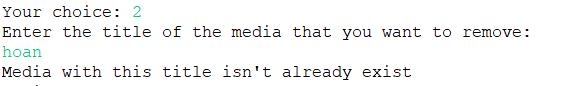 Your choice: 2
Enter the title of the media that you want to remove:
hoan
Media with this title isn't already exist